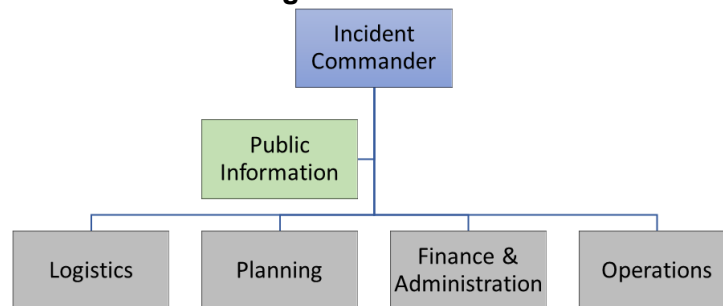 Incident
Commander
Public
Information
Logistics
Planning
Finance &
Administration
Operations